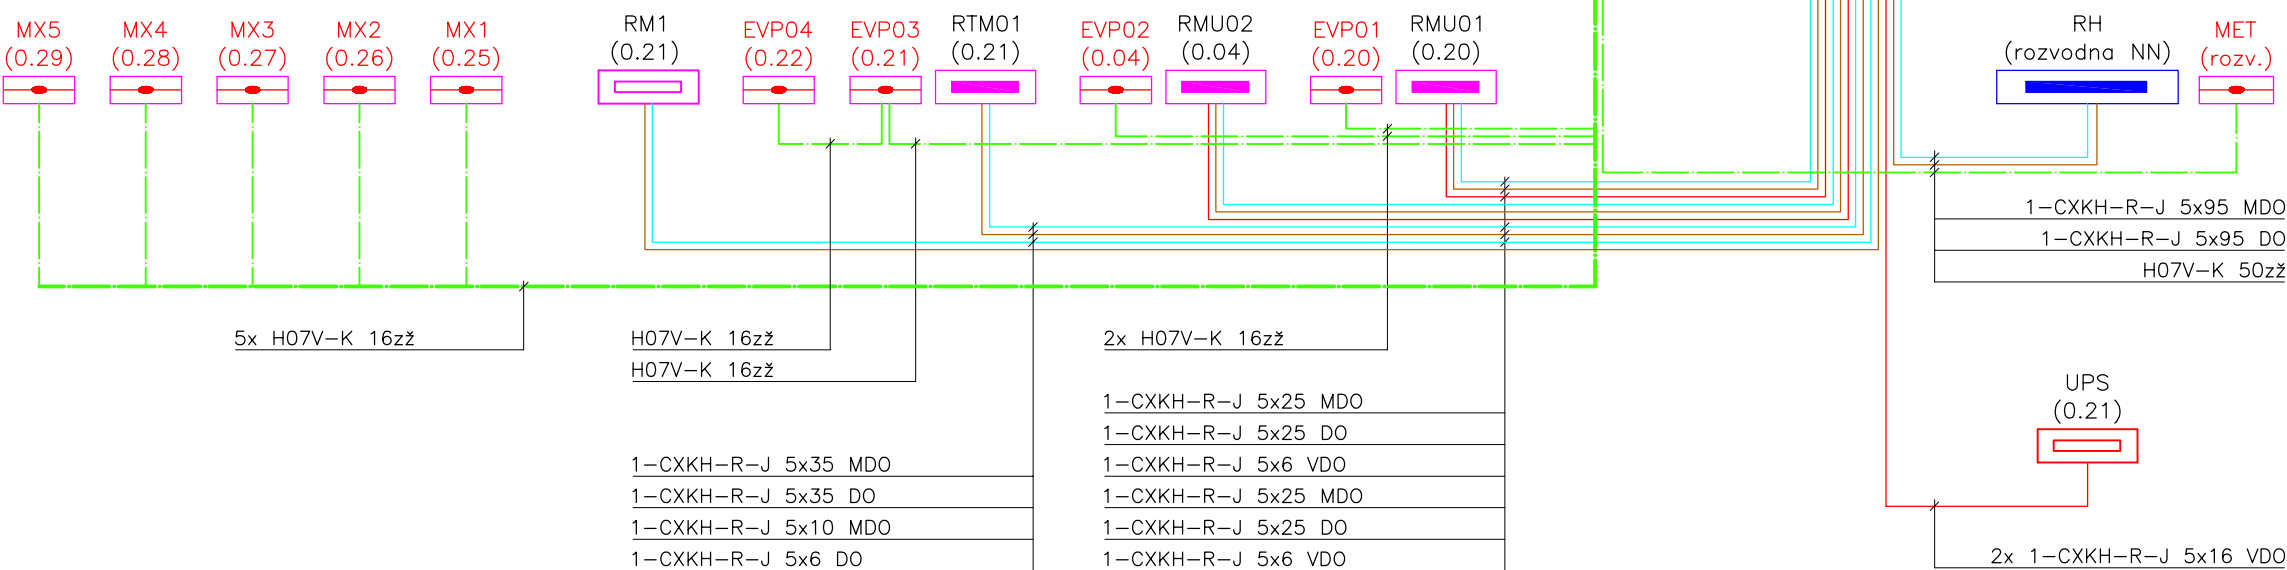 MX5
(0.29)
MX4
(0.28)
MX3
(0.27)
MX2
(0.26)
MX1
(0.25)
RM1
(0.21)
EVP04
(0.22)
EVP03
(0.21)
RTM01
(0.21)
EVP02
(0.04)
RMU02
(0.04)
EVP01
(0.20)
RMU01
(0.20)
RH
(rozvodna NN)
MET
(rozv.)
1-CXKH-R-J 5x95 MDO
1-CXKH-R-J 5x95 DO
H07V-K 50zž
5x H07V-K 16zž
H07V-K 16zž
H07V-K 16zž
2x H07V-K 16zž
1-CXKH-R-J 5x35 MDO
1-CXKH-R-J 5x35 DO
1-CXKH-R-J 5x10 MDO
1-CXKH-R-J 5x6 DO
1-CXKH-R-J 5x25 MDO
1-CXKH-R-J 5x25 DO
1-CXKH-R-J 5x6 VDO
1-CXKH-R-J 5x25 MDO
1-CXKH-R-J 5x25 DO
1-CXKH-R-J 5x6 VDO
UPS
(0.21)
2x 1-CXKH-R-J 5x16 VDO